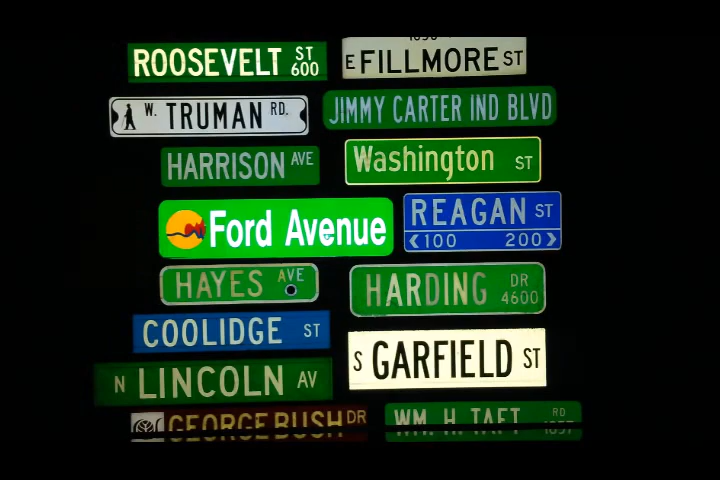 ROOSEVELT ST 600
E FILLMORE ST
W. TRUMAN RD.
JIMMY CARTER IND BLVD
HARRISON AVE
Washington ST
Ford Avenue
REAGAN ST
100 200
HAYES AVE
HARDING DR 4600
COOLIDGE ST
S GARFIELD ST
N LINCOLN AV
GEORGE BUSH DR
WM. H. TAFT RD